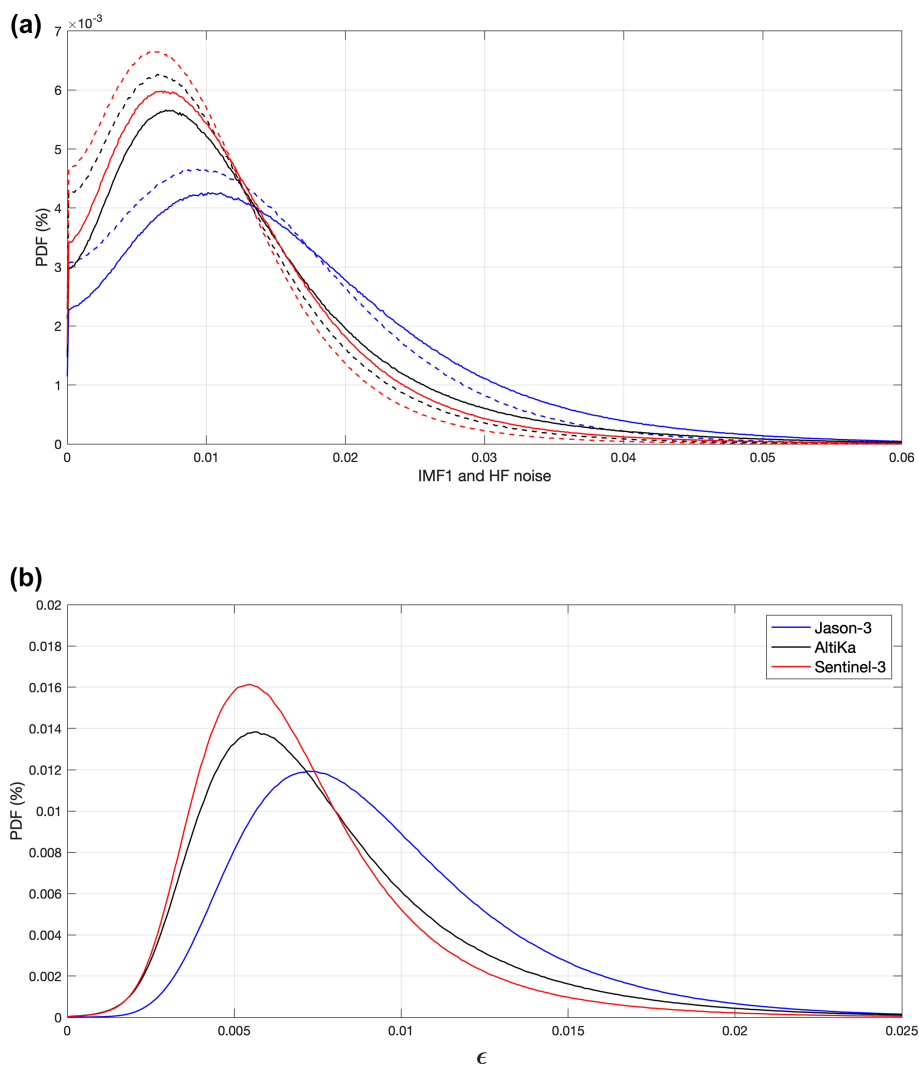 (a)
×10⁻³
7
6
5
4
3
2
1
0
PDF (%)
0 0.01 0.02 0.03 0.04 0.05 0.06
IMF1 and HF noise
(b)
0.02
0.018
0.016
0.014
0.012
0.01
0.008
0.006
0.004
0.002
0
PDF (%)
Jason-3
AltiKa
Sentinel-3
0 0.005 0.01 0.015 0.02 0.025
ϵ